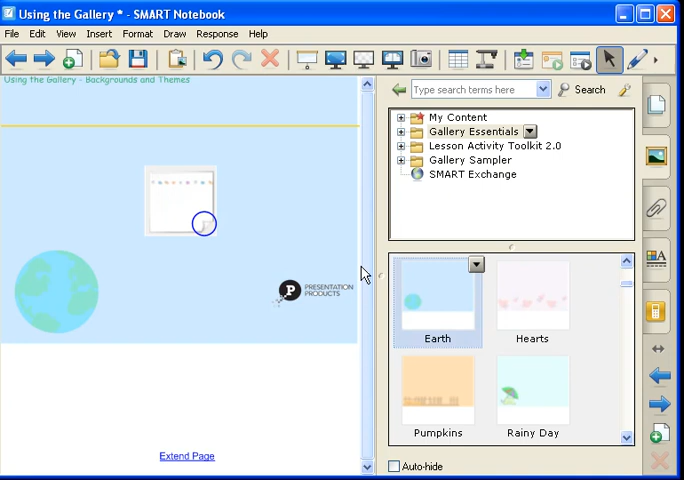 Using the Gallery * - SMART Notebook
File Edit View Insert Format Draw Response Help
Using the Gallery - Backgrounds and Themes
Type search terms here
Search
My Content
Gallery Essentials
Lesson Activity Toolkit 2.0
Gallery Sampler
SMART Exchange
P PRESENTATION
PRODUCTS
Earth Hearts
Pumpkins Rainy Day
Extend Page
Auto-hide